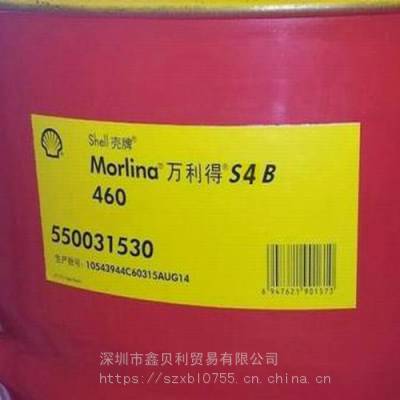 Shell 壳牌®
Morlina® 万利得® S4 B
460
550031530
生产批号: 10543944C60315AUG14
6 947621 901573
深圳市鑫贝利贸易有限公司
https://szxbl0755.cn.china.cn